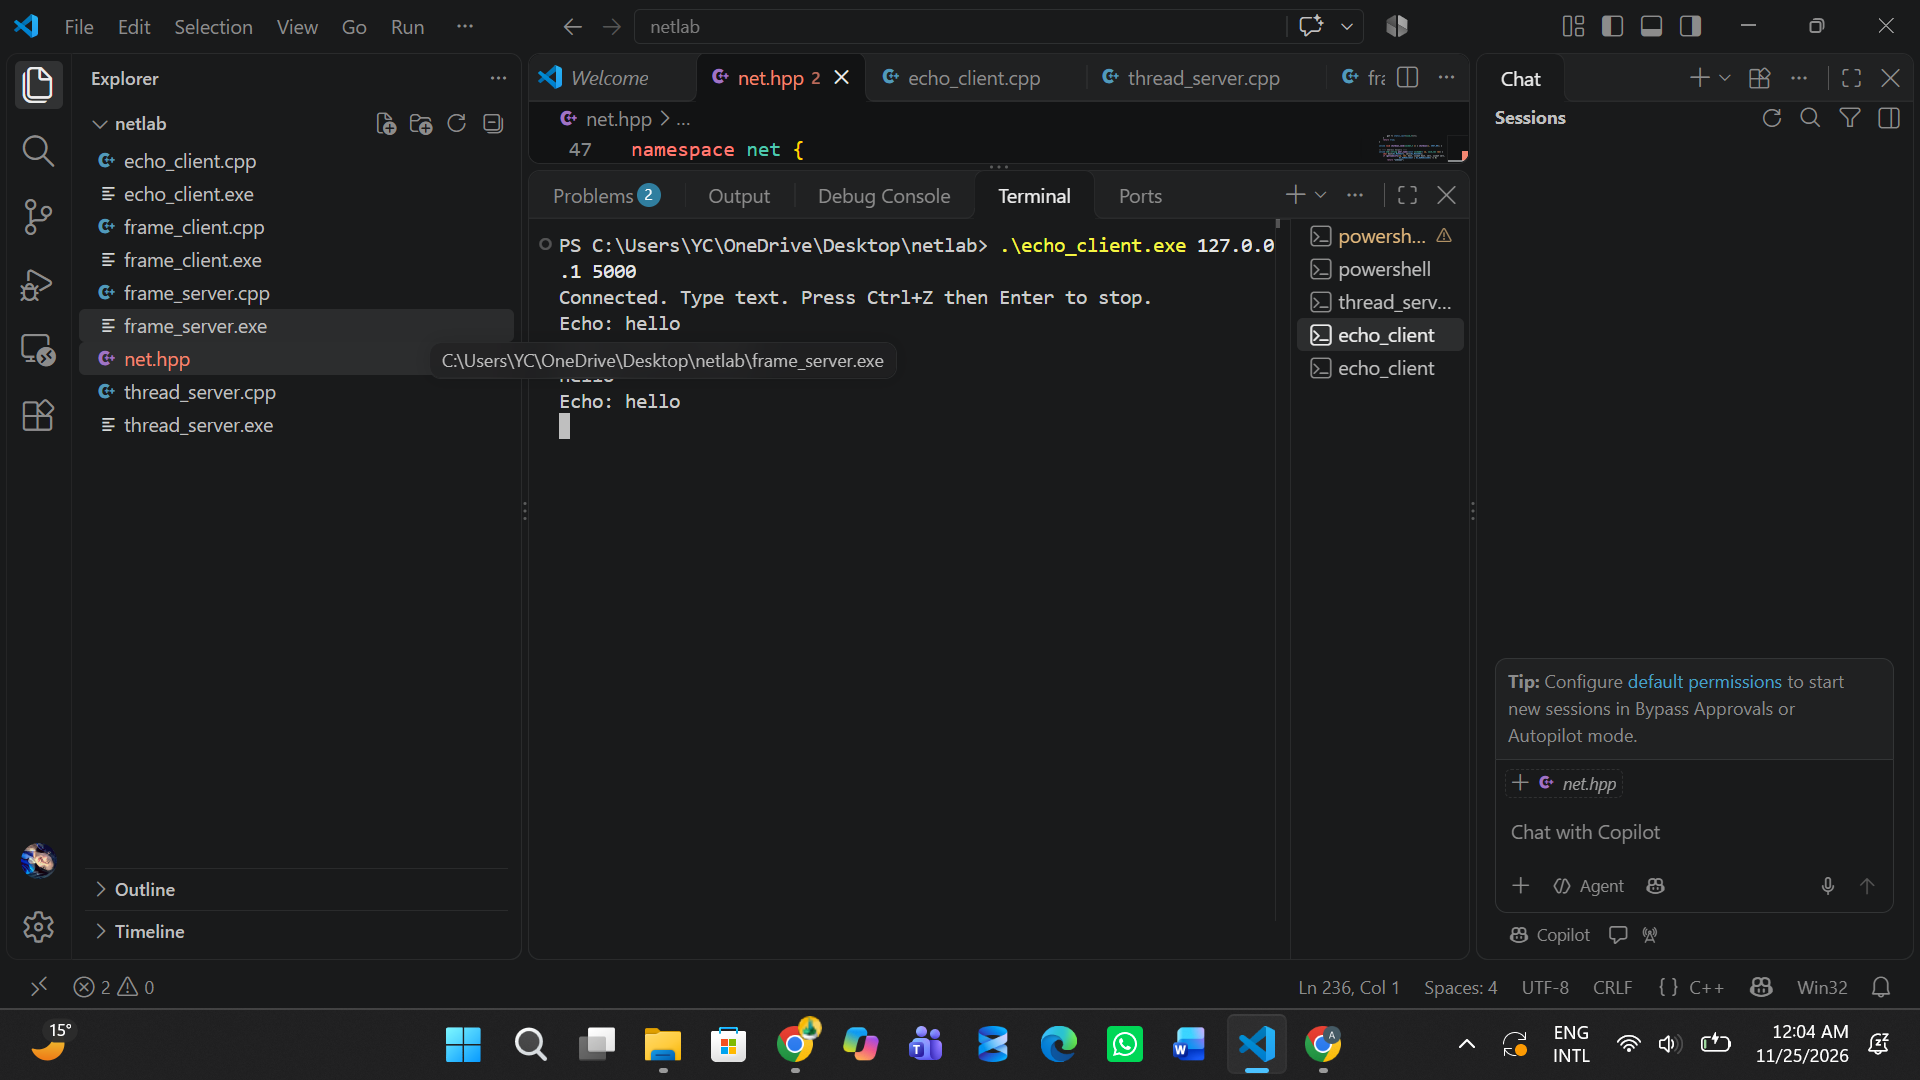 File Edit Selection View Go Run ···
netlab
Explorer
netlab
echo_client.cpp
echo_client.exe
frame_client.cpp
frame_client.exe
frame_server.cpp
frame_server.exe
net.hpp
thread_server.cpp
thread_server.exe
Outline
Timeline
Welcome net.hpp 2 echo_client.cpp thread_server.cpp fra
net.hpp > ...
47 namespace net {
Problems 2 Output Debug Console Terminal Ports
PS C:\Users\YC\OneDrive\Desktop\netlab> .\echo_client.exe 127.0.0
.1 5000
Connected. Type text. Press Ctrl+Z then Enter to stop.
Echo: hello
C:\Users\YC\OneDrive\Desktop\netlab\frame_server.exe
hello
Echo: hello
powersh...
powershell
thread_serv...
echo_client
echo_client
Chat
Sessions
Tip: Configure default permissions to start
new sessions in Bypass Approvals or
Autopilot mode.
net.hpp
Chat with Copilot
Agent
Copilot
2 0
Ln 236, Col 1 Spaces: 4 UTF-8 CRLF { } C++ Win32
15°
ENG
INTL
12:04 AM
11/25/2026